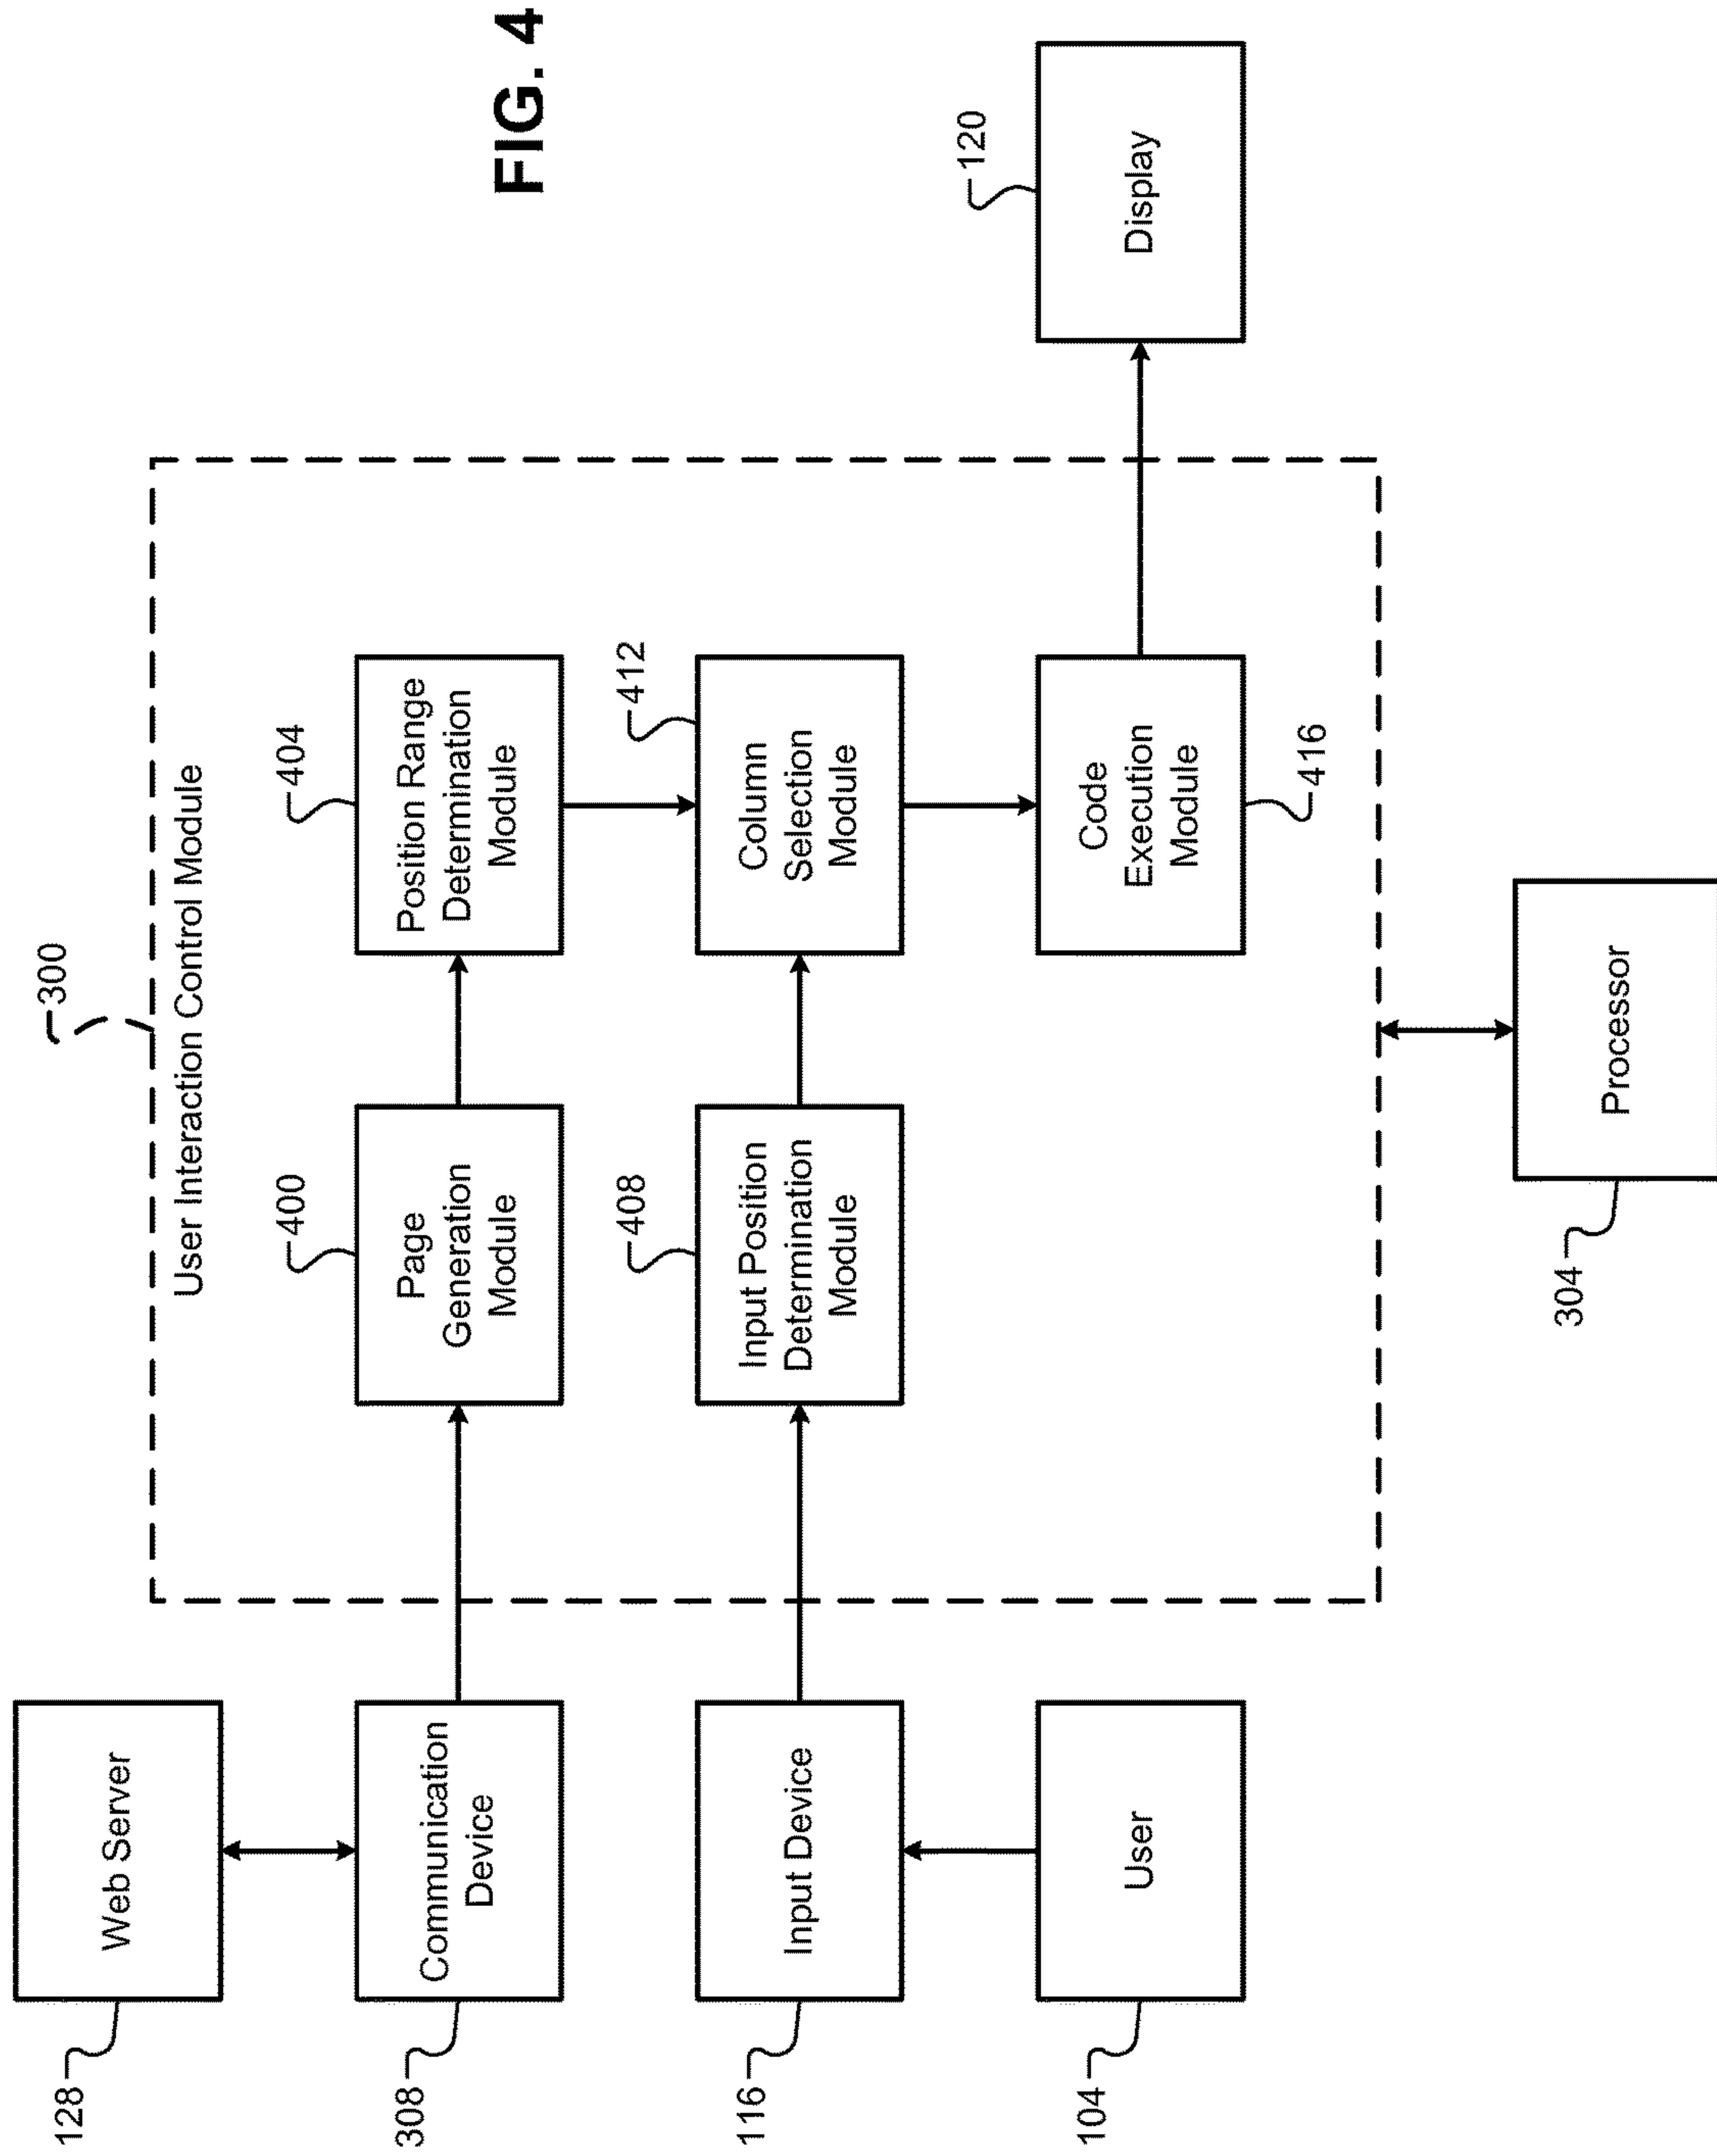 300
User Interaction Control Module
128
Web Server
308
Communication
Device
400
Page
Generation
Module
404
Position Range
Determination
Module
116
Input Device
408
Input Position
Determination
Module
412
Column
Selection
Module
104
User
Code
Execution
Module
416
120
Display
304
Processor
FIG. 4